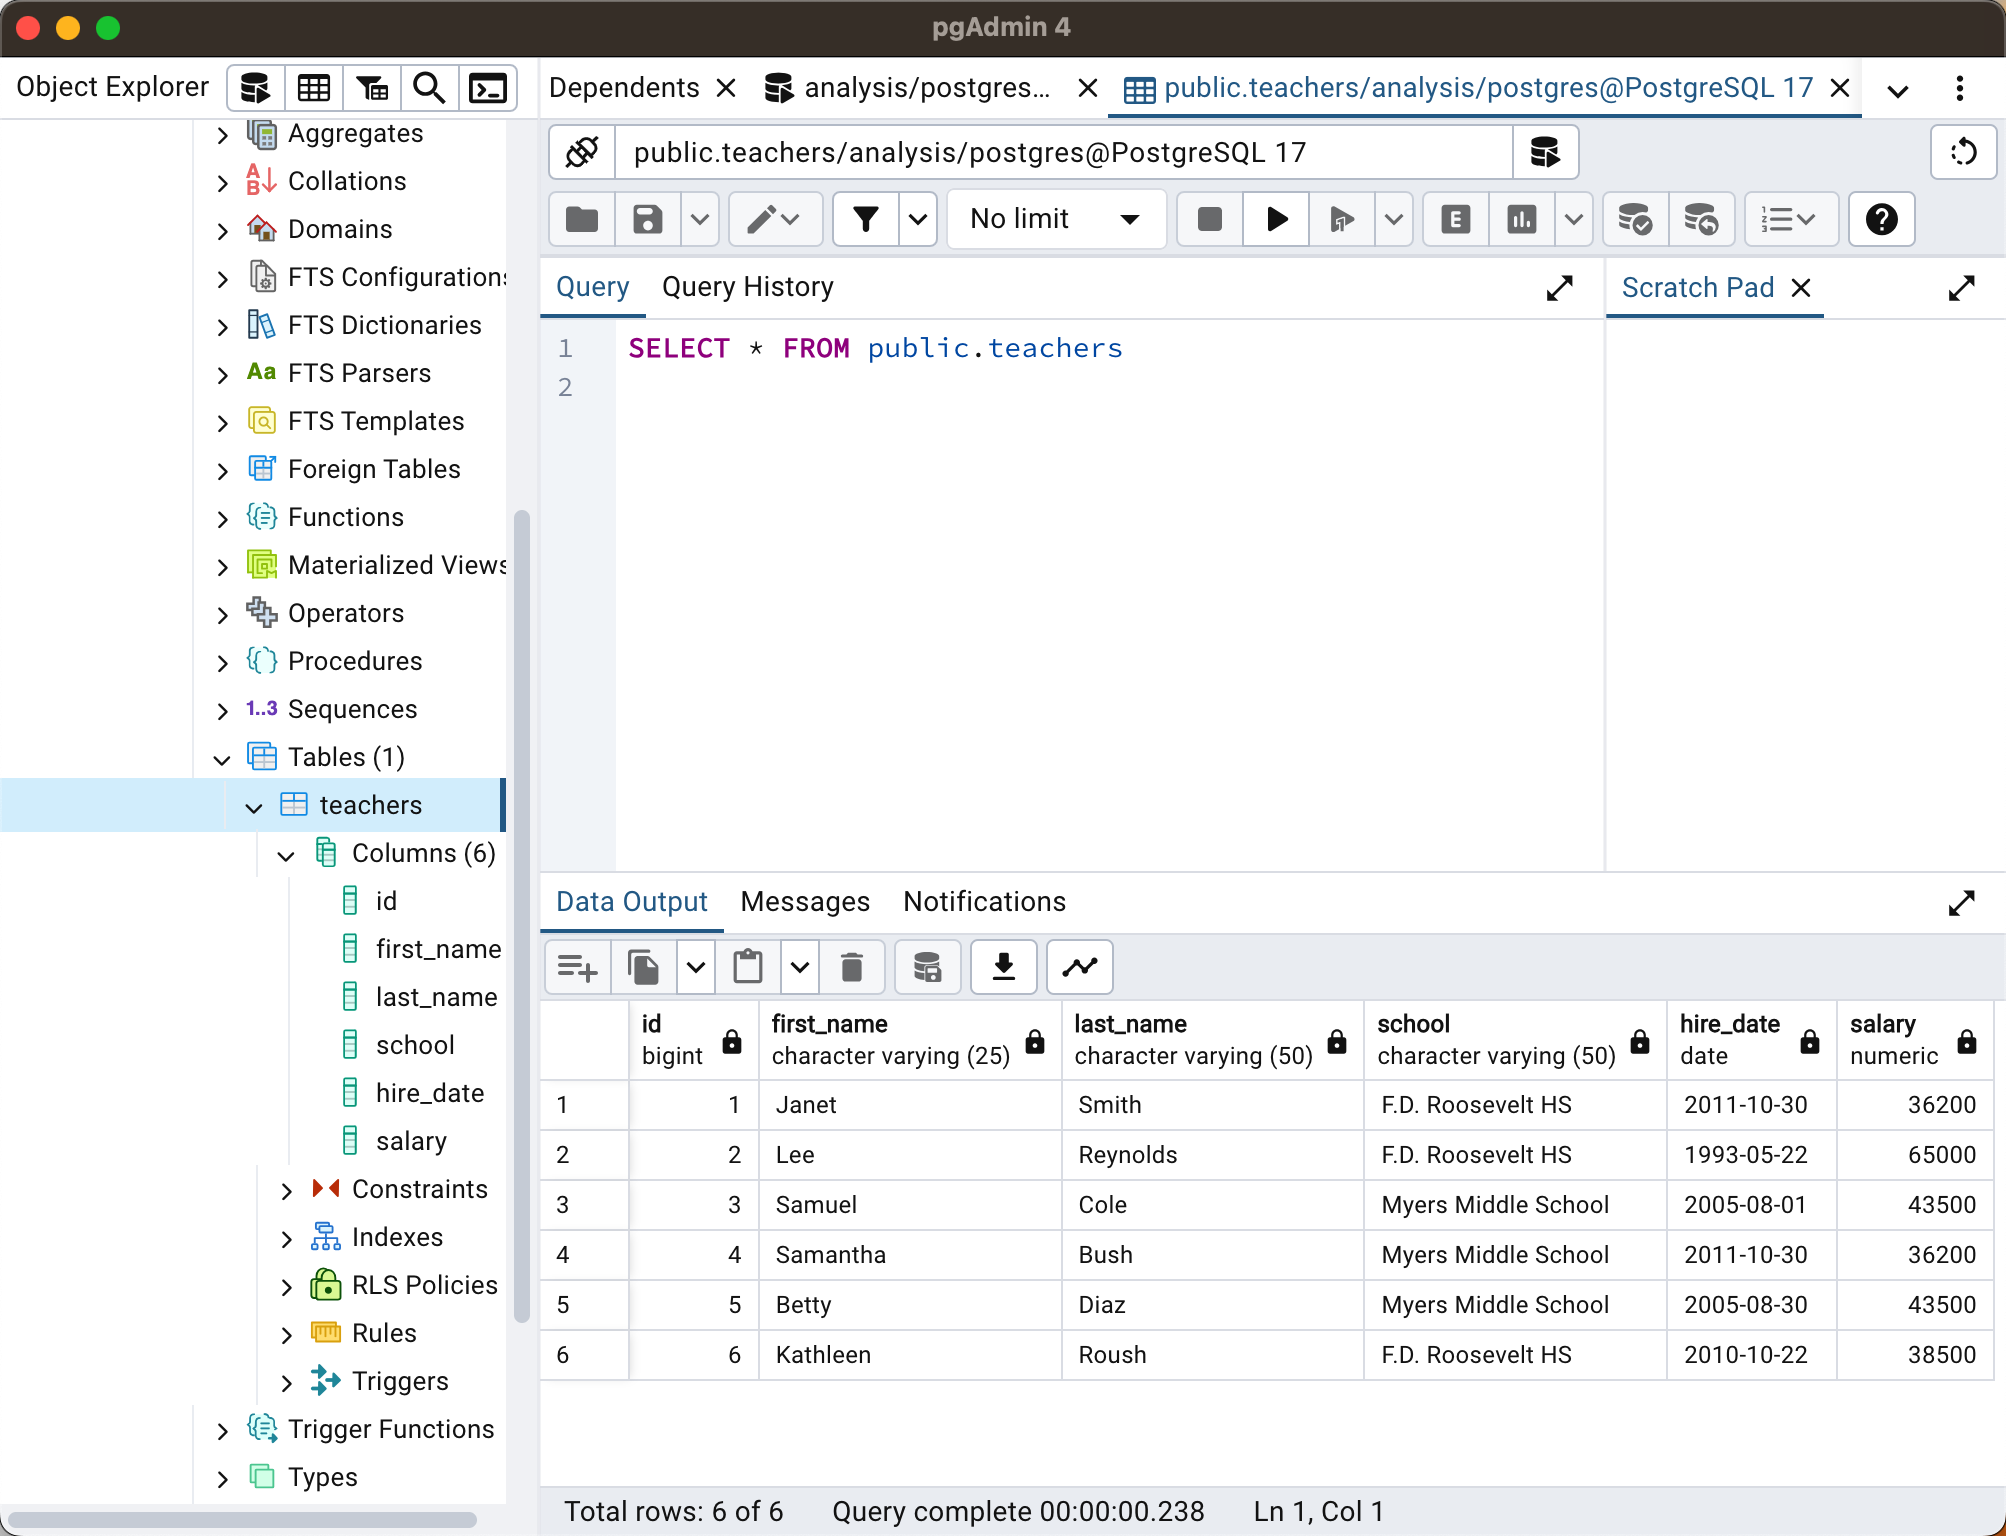 pgAdmin 4
Object Explorer
Dependents
analysis/postgres...
public.teachers/analysis/postgres@PostgreSQL 17
Aggregates
Collations
Domains
FTS Configurations
FTS Dictionaries
FTS Parsers
FTS Templates
Foreign Tables
Functions
Materialized Views
Operators
Procedures
1..3 Sequences
Tables (1)
teachers
Columns (6)
id
first_name
last_name
school
hire_date
salary
Constraints
Indexes
RLS Policies
Rules
Triggers
Trigger Functions
Types
public.teachers/analysis/postgres@PostgreSQL 17
No limit
Query
Query History
Scratch Pad
1 SELECT * FROM public.teachers
2
Data Output
Messages
Notifications
id first_name last_name school hire_date salary
bigint character varying (25) character varying (50) character varying (50) date numeric
1 1 Janet Smith F.D. Roosevelt HS 2011-10-30 36200
2 2 Lee Reynolds F.D. Roosevelt HS 1993-05-22 65000
3 3 Samuel Cole Myers Middle School 2005-08-01 43500
4 4 Samantha Bush Myers Middle School 2011-10-30 36200
5 5 Betty Diaz Myers Middle School 2005-08-30 43500
6 6 Kathleen Roush F.D. Roosevelt HS 2010-10-22 38500
Total rows: 6 of 6
Query complete 00:00:00.238
Ln 1, Col 1